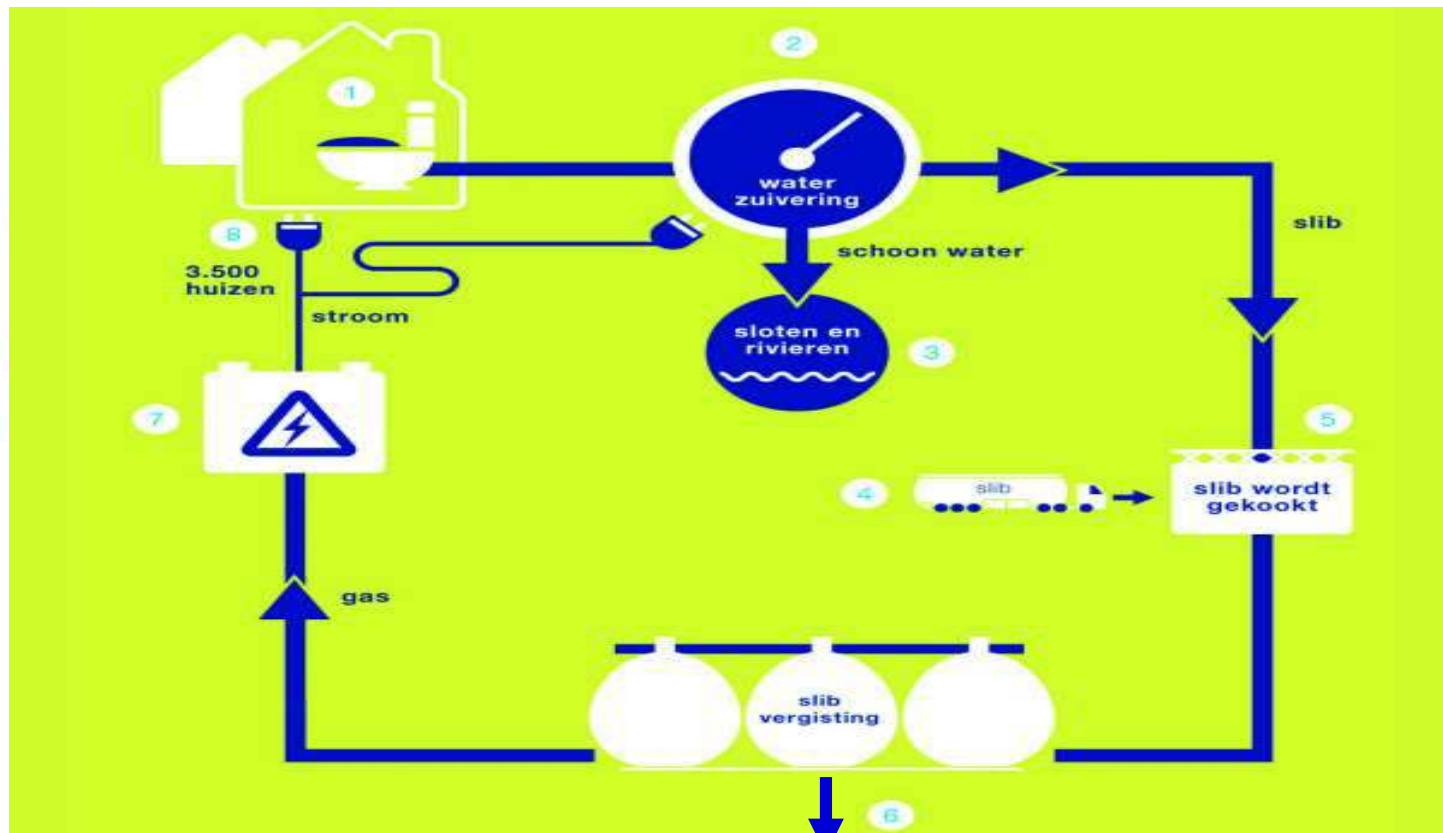 1
2
water
zuivering
slib
schoon water
8
3.500
huizen
stroom
sloten en
rivieren
3
7
5
4
slib
slib wordt
gekookt
gas
slib
vergisting
6